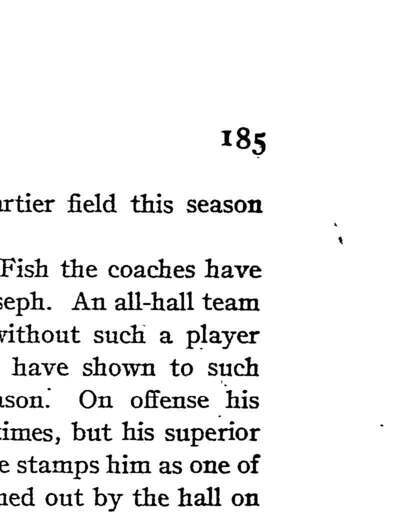 185
artier field this season
Fish the coaches have
seph. An all-hall team
without such a player
have shown to such
ason. On offense his
times, but his superior
e stamps him as one of
ned out by the hall on